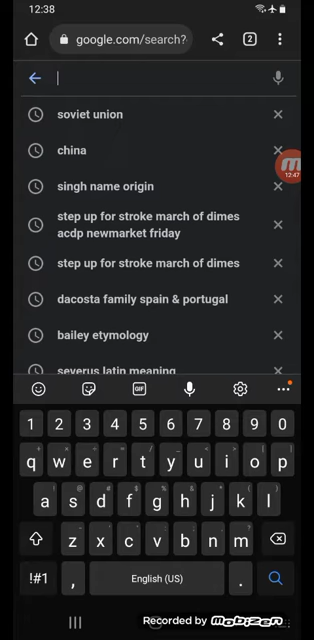 12:38
google.com/search?
2
soviet union
china
singh name origin
12:47
step up for stroke march of dimes
acdp newmarket friday
step up for stroke march of dimes
dacosta family spain & portugal
bailey etymology
severus latin meaning
GIF
1 2 3 4 5 6 7 8 9 0
q w e r t y u i o p
a s d f g h j k l
z x c v b n m
!#1 , English (US) .
Recorded by mobizen